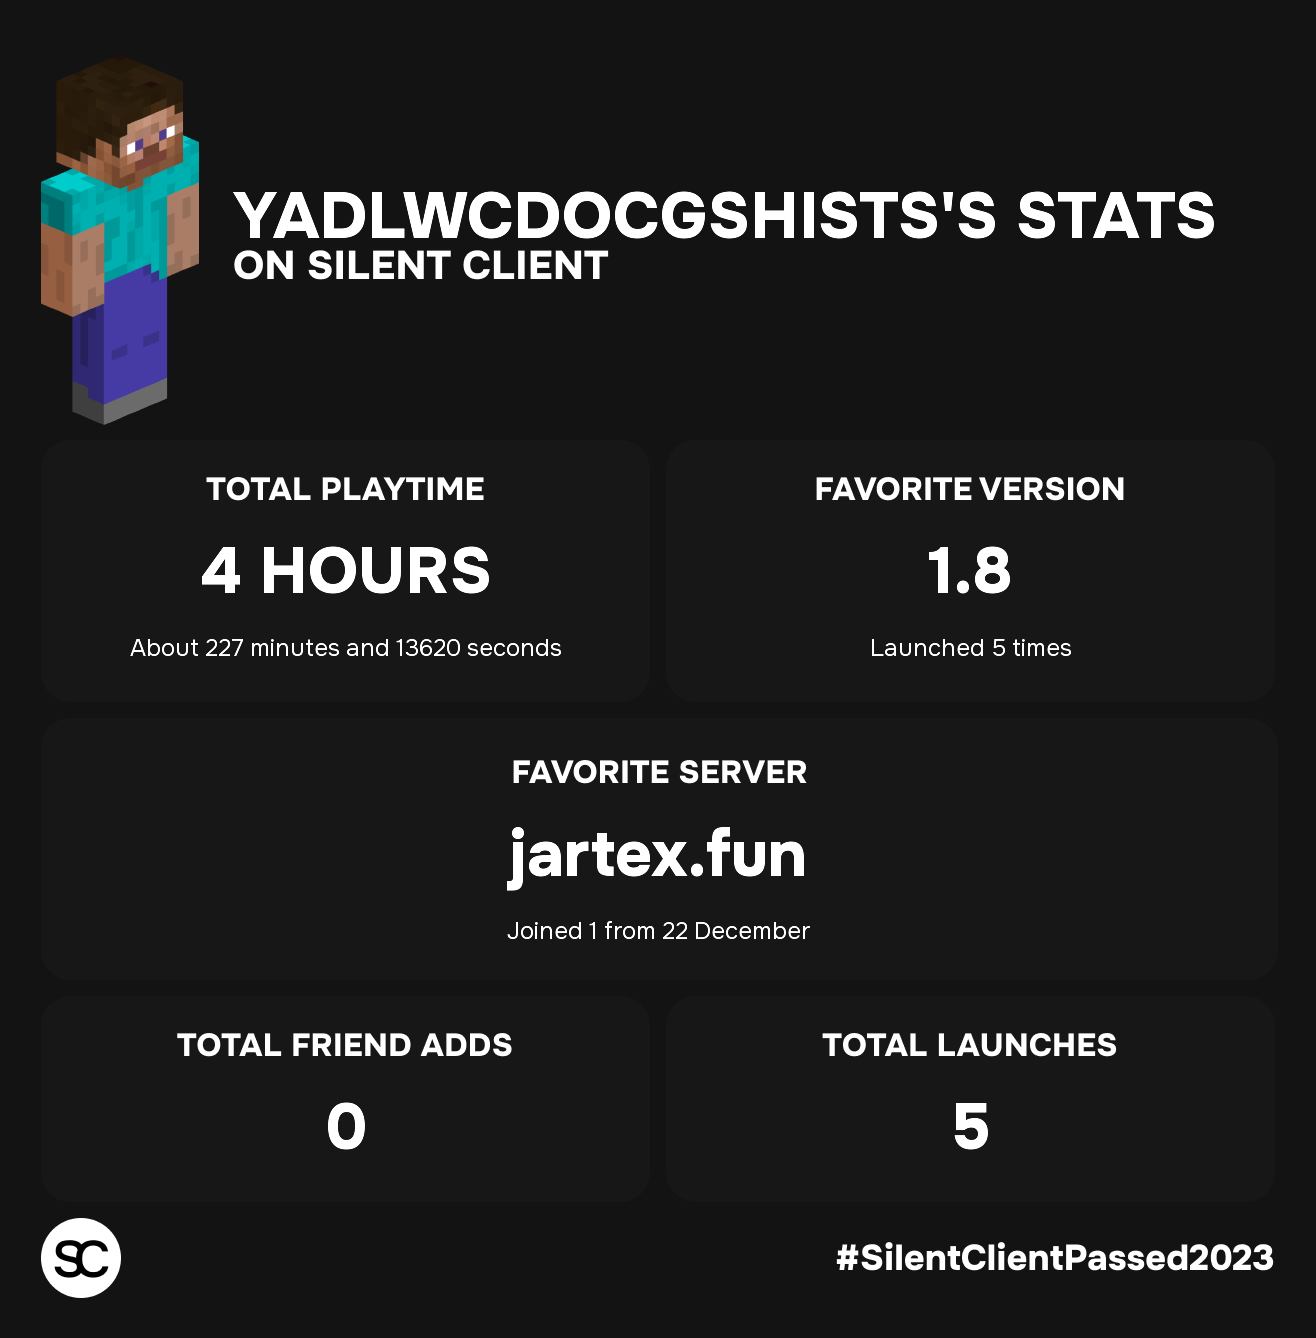 YADLWCDOCGSHISTS'S STATS
ON SILENT CLIENT
TOTAL PLAYTIME
4 HOURS
About 227 minutes and 13620 seconds
FAVORITE VERSION
1.8
Launched 5 times
FAVORITE SERVER
jartex.fun
Joined 1 from 22 December
TOTAL FRIEND ADDS
0
TOTAL LAUNCHES
5
SC
#SilentClientPassed2023